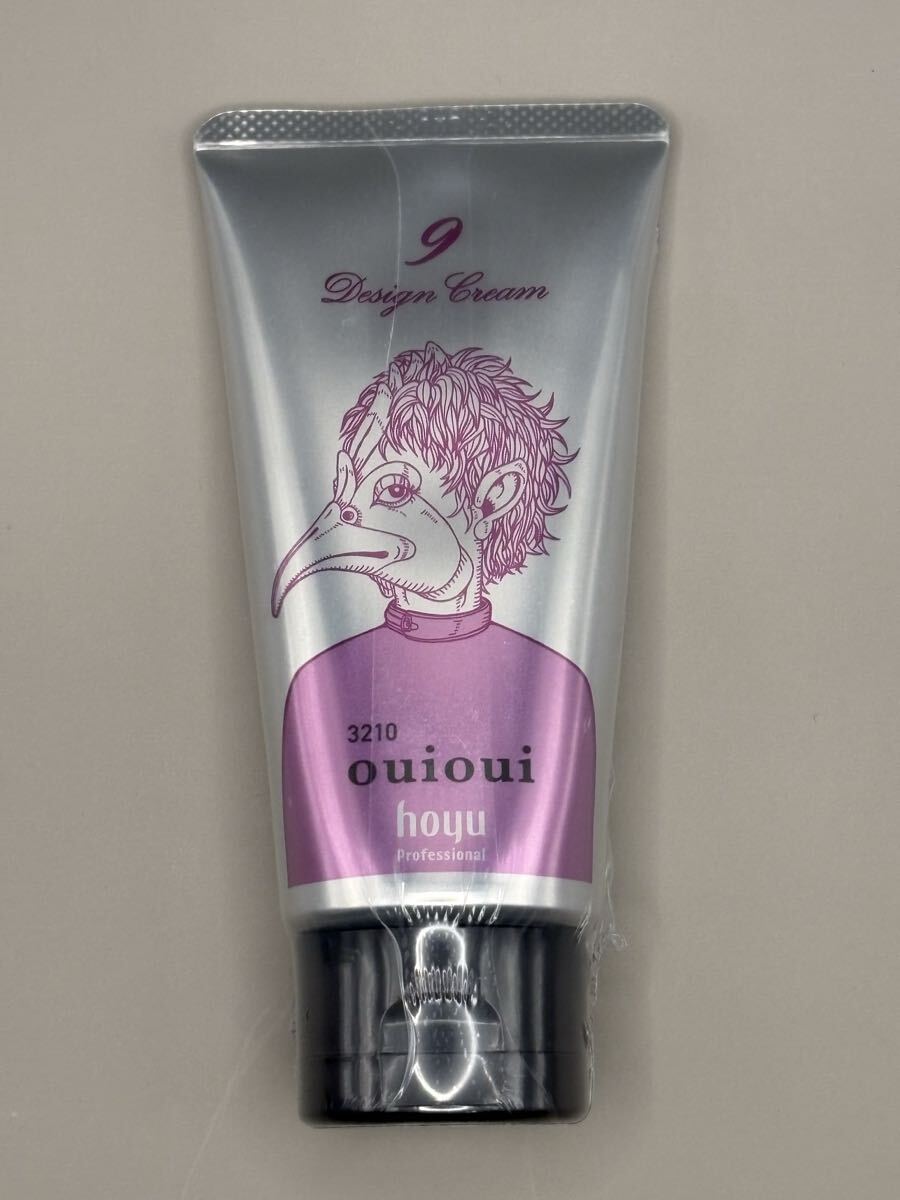 9
Design Cream
3210
ouioui
hoyu
Professional